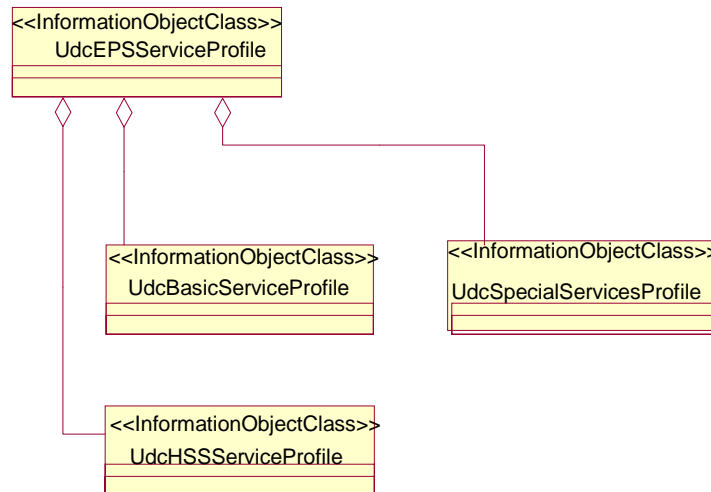 <<InformationObjectClass>>
UdcEPSServiceProfile
<<InformationObjectClass>>
UdcBasicServiceProfile
<<InformationObjectClass>>
UdcSpecialServicesProfile
<<InformationObjectClass>>
UdcHSSServiceProfile